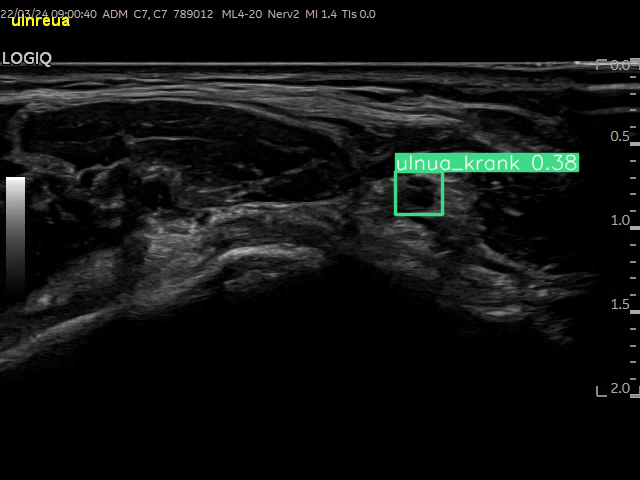 22/03/24 09:00:40 ADM C7, C7 789012 ML4-20 Nerv2 MI 1.4 TIs 0.0
uinreua
LOGIQ
0.0
0.5
ulnua_krank 0.38
1.0
1.5
2.0